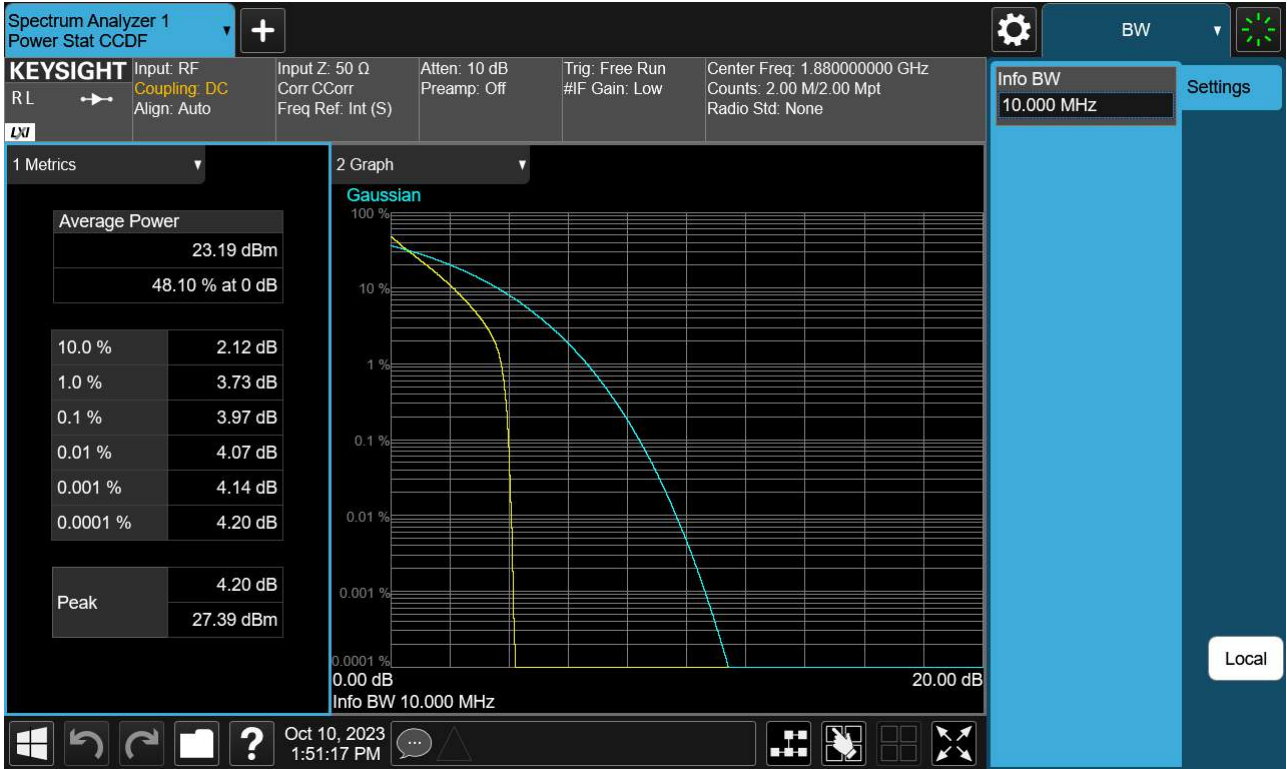 Spectrum Analyzer 1
Power Stat CCDF
+
BW
KEYSIGHT
R L
LXI
Input: RF
Coupling: DC
Align: Auto
Input Z: 50 Ω
Corr CCorr
Freq Ref: Int (S)
Atten: 10 dB
Preamp: Off
Trig: Free Run
#IF Gain: Low
Center Freq: 1.880000000 GHz
Counts: 2.00 M/2.00 Mpt
Radio Std: None
Info BW
10.000 MHz
Settings
1 Metrics
Average Power
23.19 dBm
48.10 % at 0 dB
10.0 % 2.12 dB
1.0 % 3.73 dB
0.1 % 3.97 dB
0.01 % 4.07 dB
0.001 % 4.14 dB
0.0001 % 4.20 dB
Peak
4.20 dB
27.39 dBm
2 Graph
Gaussian
100 %
10 %
1 %
0.1 %
0.01 %
0.001 %
0.0001 %
0.00 dB 20.00 dB
Info BW 10.000 MHz
Local
?
Oct 10, 2023
1:51:17 PM